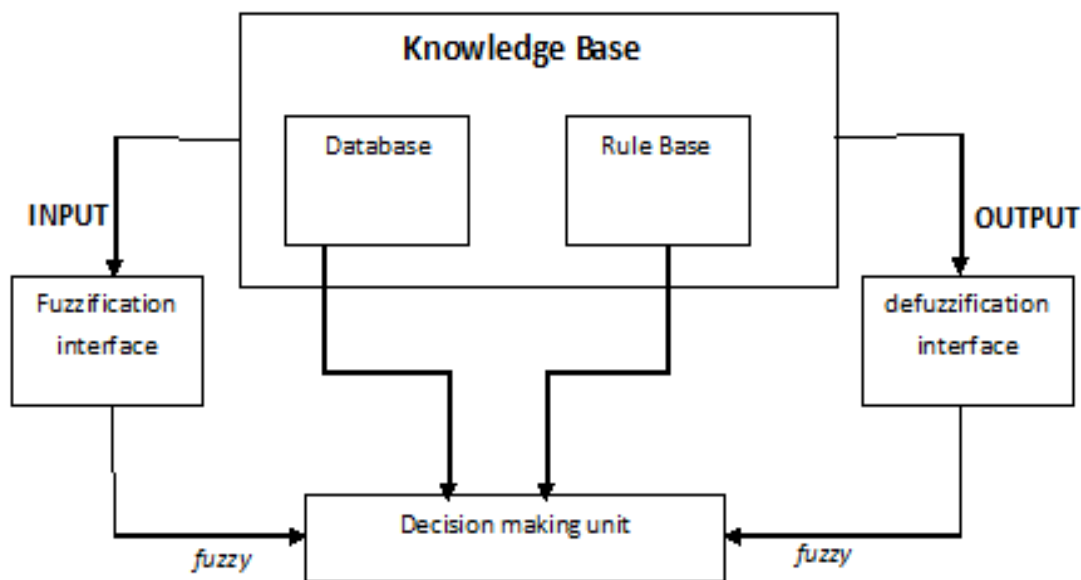 Knowledge Base
Database
Rule Base
INPUT
OUTPUT
Fuzzification
interface
defuzzification
interface
Decision making unit
fuzzy
fuzzy